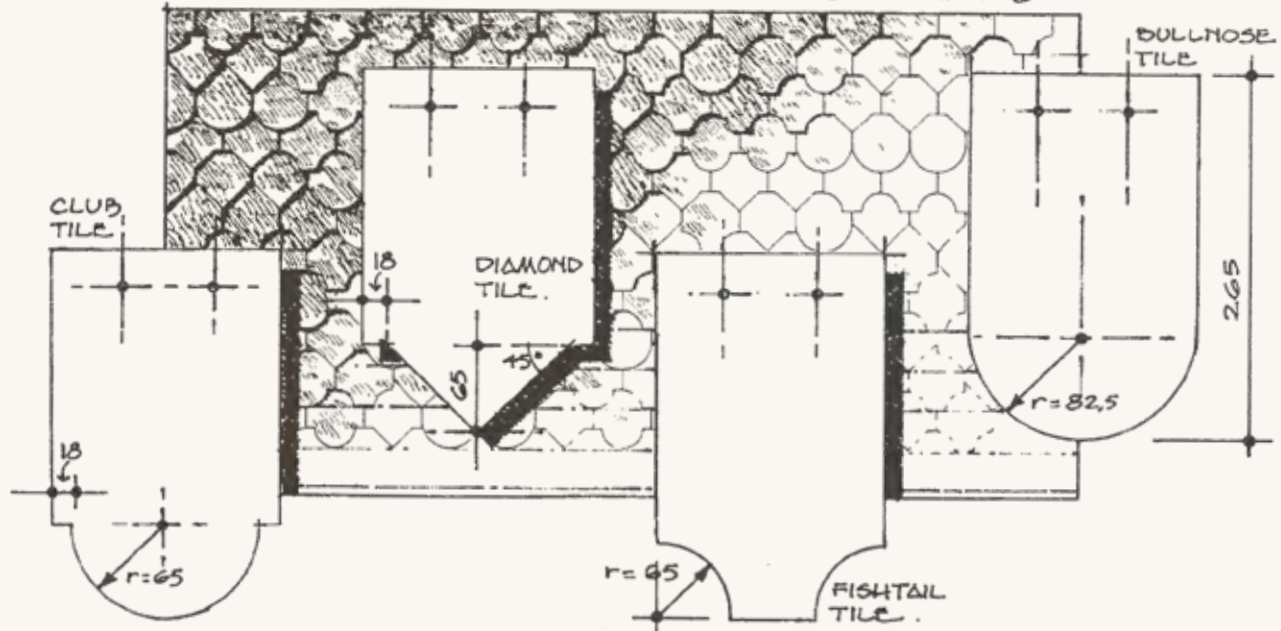 BULLNOSE
TILE
CLUB
TILE
18
DIAMOND
TILE.
265
45°
65
r=82,5
18
r=65
r=65
FISHTAIL
TILE.